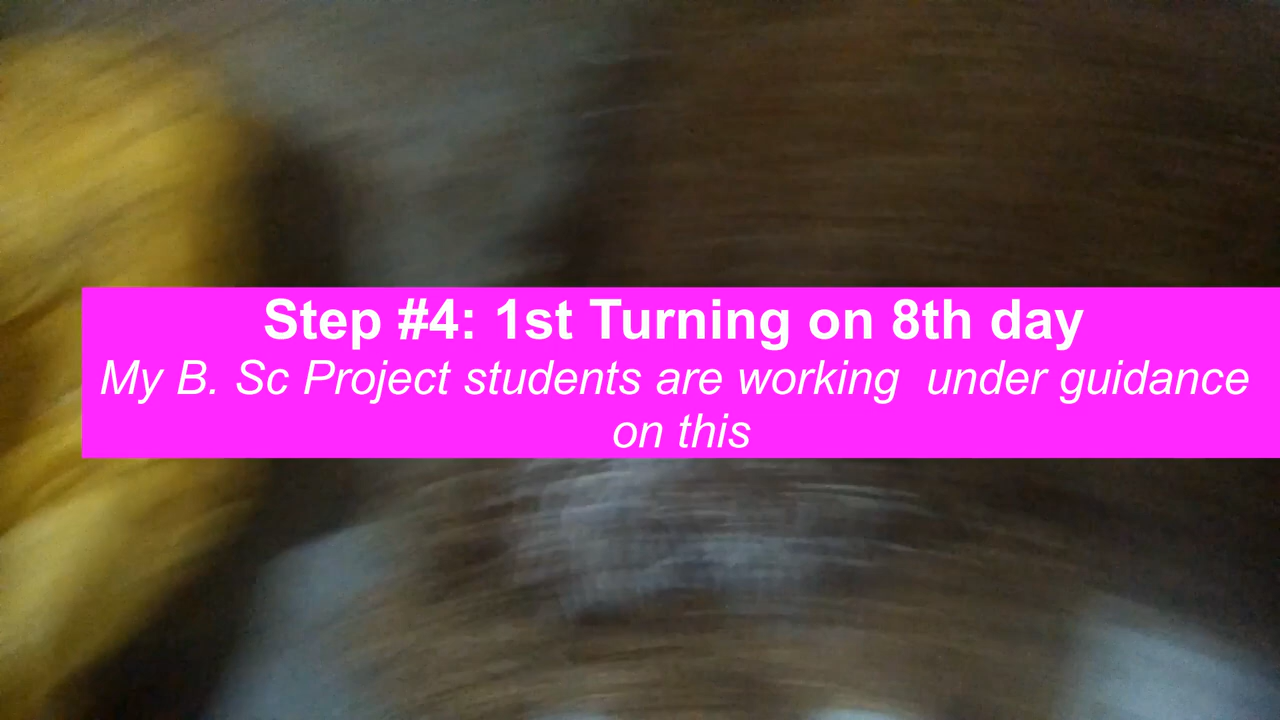 Step #4: 1st Turning on 8th day
My B. Sc Project students are working  under guidance
on this